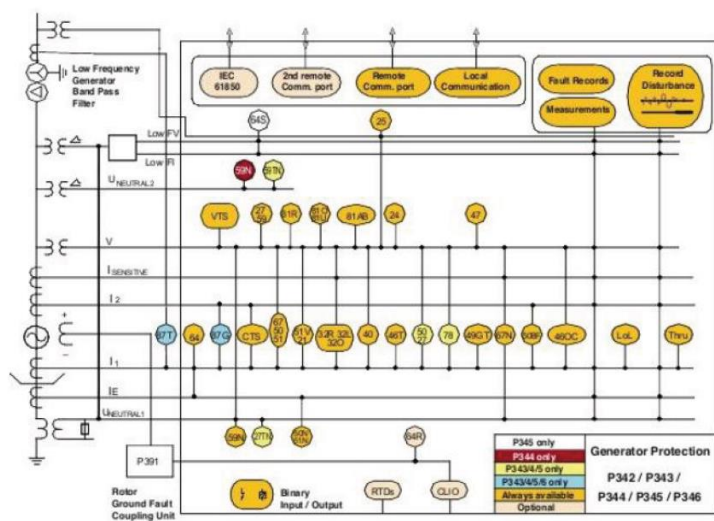 Low Frequency
Generator
Band Pass
Filter
IEC
61850
2nd remote
Comm. port
Remote
Comm. port
Local
Communication
Fault Records
Measurements
Record
Disturbance
64S
25
Low FV
Low FI
59N
59TN
UNEUTRAL2
VTS
27
59
81R
81O
81U
81AB
24
47
V
ISENSITIVE
I2
87T
64
87G
CTS
67
50
51
51V
21
32R 32L
32O
40
46T
50
27
78
49GT
67N
50BF
46OC
LoL
Thru
I1
IE
UNEUTRAL1
59N
27TN
50N
51N
64R
P391
Rotor
Ground Fault
Coupling Unit
Binary
Input / Output
RTDs
CLIO
P345 only
P344 only
P343/4/5 only
P343/4/5/6 only
Always available
Optional
Generator Protection
P342 / P343 /
P344 / P345 / P346